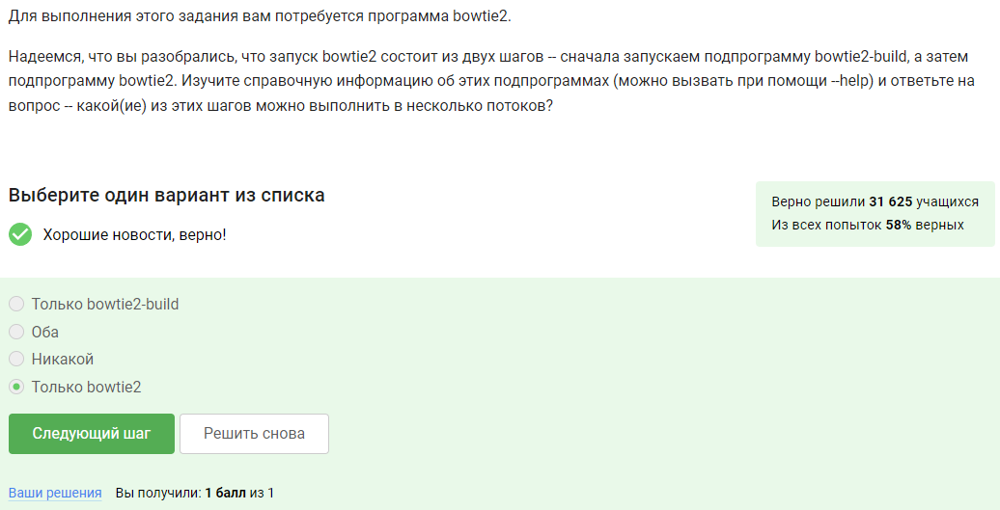 Для выполнения этого задания вам потребуется программа bowtie2.
Надеемся, что вы разобрались, что запуск bowtie2 состоит из двух шагов -- сначала запускаем подпрограмму bowtie2-build, а затем
подпрограмму bowtie2. Изучите справочную информацию об этих подпрограммах (можно вызвать при помощи --help) и ответьте на
вопрос -- какой(ие) из этих шагов можно выполнить в несколько потоков?
Выберите один вариант из списка
Хорошие новости, верно!
Верно решили 31 625 учащихся
Из всех попыток 58% верных
Только bowtie2-build
Оба
Никакой
Только bowtie2
Следующий шаг
Решить снова
Ваши решения Вы получили: 1 балл из 1